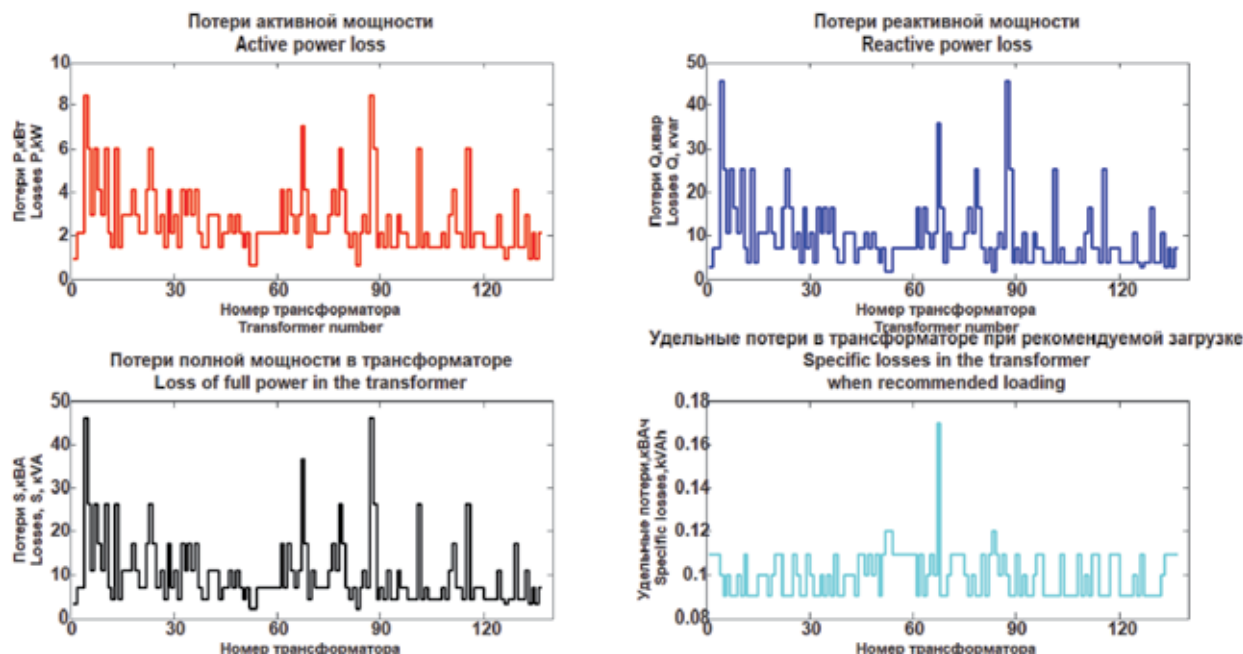 Потери активной мощности
Active power loss
Потери P,кВт
Losses P,kW
10
8
6
4
2
0
0
30
60
90
120
Номер трансформатора
Transformer number
Потери реактивной мощности
Reactive power loss
Потери Q,квар
Losses Q, kvar
50
40
30
20
10
0
0
30
60
90
120
Номер трансформатора
Transformer number
Потери полной мощности в трансформаторе
Loss of full power in the transformer
Потери S,кВА
Losses, S, kVA
50
40
30
20
10
0
0
30
60
90
120
Номер трансформатора
Удельные потери в трансформаторе при рекомендуемой загрузке
Specific losses in the transformer
when recommended loading
Удельные потери,кВАч
Specific losses,kVAh
0.18
0.16
0.14
0.12
0.1
0.08
0
30
60
90
120
Номер трансформатора